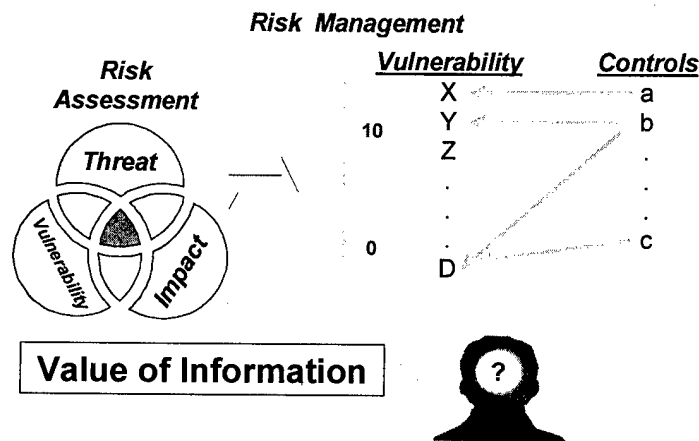 Risk Management
Risk
Assessment
Threat
Vulnerability
Impact
Vulnerability Controls
X a
10 Y b
Z .
. .
. .
0 . c
D
Value of Information
?